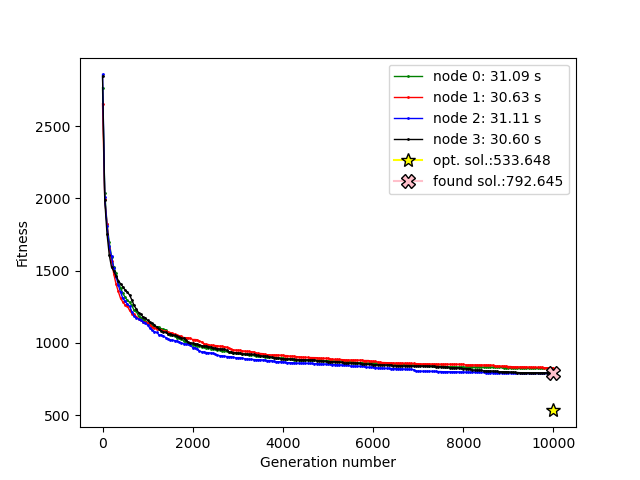 node 0: 31.09 s
node 1: 30.63 s
node 2: 31.11 s
node 3: 30.60 s
opt. sol.:533.648
found sol.:792.645
2500
2000
1500
1000
500
Fitness
0 2000 4000 6000 8000 10000
Generation number